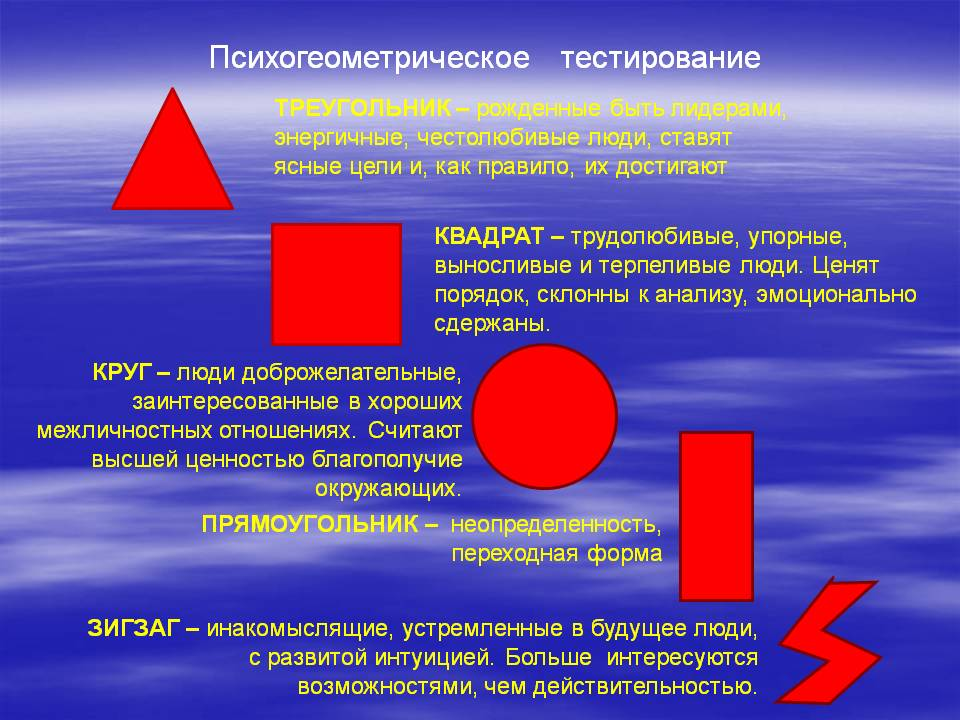 Психогеометрическое тестирование
ТРЕУГОЛЬНИК – рожденные быть лидерами,
энергичные, честолюбивые люди, ставят
ясные цели и, как правило, их достигают
КВАДРАТ – трудолюбивые, упорные,
выносливые и терпеливые люди. Ценят
порядок, склонны к анализу, эмоционально
сдержаны.
КРУГ – люди доброжелательные,
заинтересованные в хороших
межличностных отношениях. Считают
высшей ценностью благополучие
окружающих.
ПРЯМОУГОЛЬНИК – неопределенность,
переходная форма
ЗИГЗАГ – инакомыслящие, устремленные в будущее люди,
с развитой интуицией. Больше интересуются
возможностями, чем действительностью.